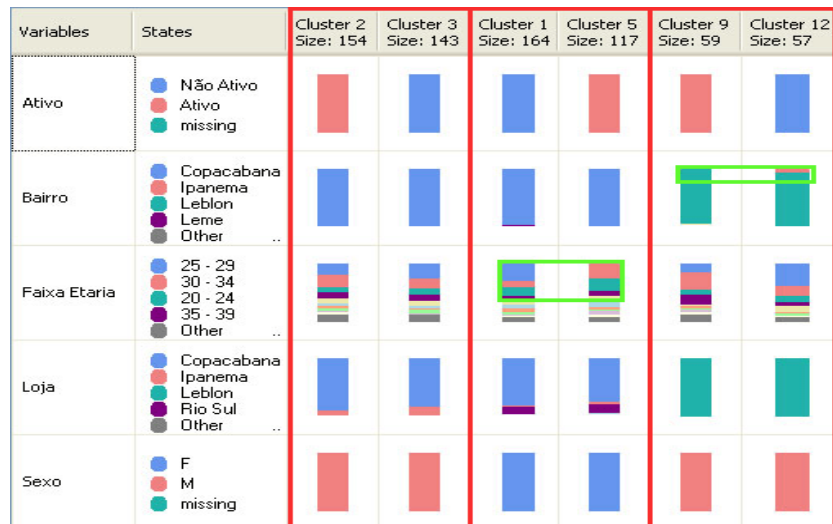 Variables States Cluster 2 Cluster 3 Cluster 1 Cluster 5 Cluster 9 Cluster 12
Size: 154 Size: 143 Size: 164 Size: 117 Size: 59 Size: 57
Ativo
Não Ativo
Ativo
missing
Bairro
Copacabana
Ipanema
Leblon
Leme
Other ..
Faixa Etaria
25 - 29
30 - 34
20 - 24
35 - 39
Other ..
Loja
Copacabana
Ipanema
Leblon
Rio Sul
Other ..
Sexo
F
M
missing